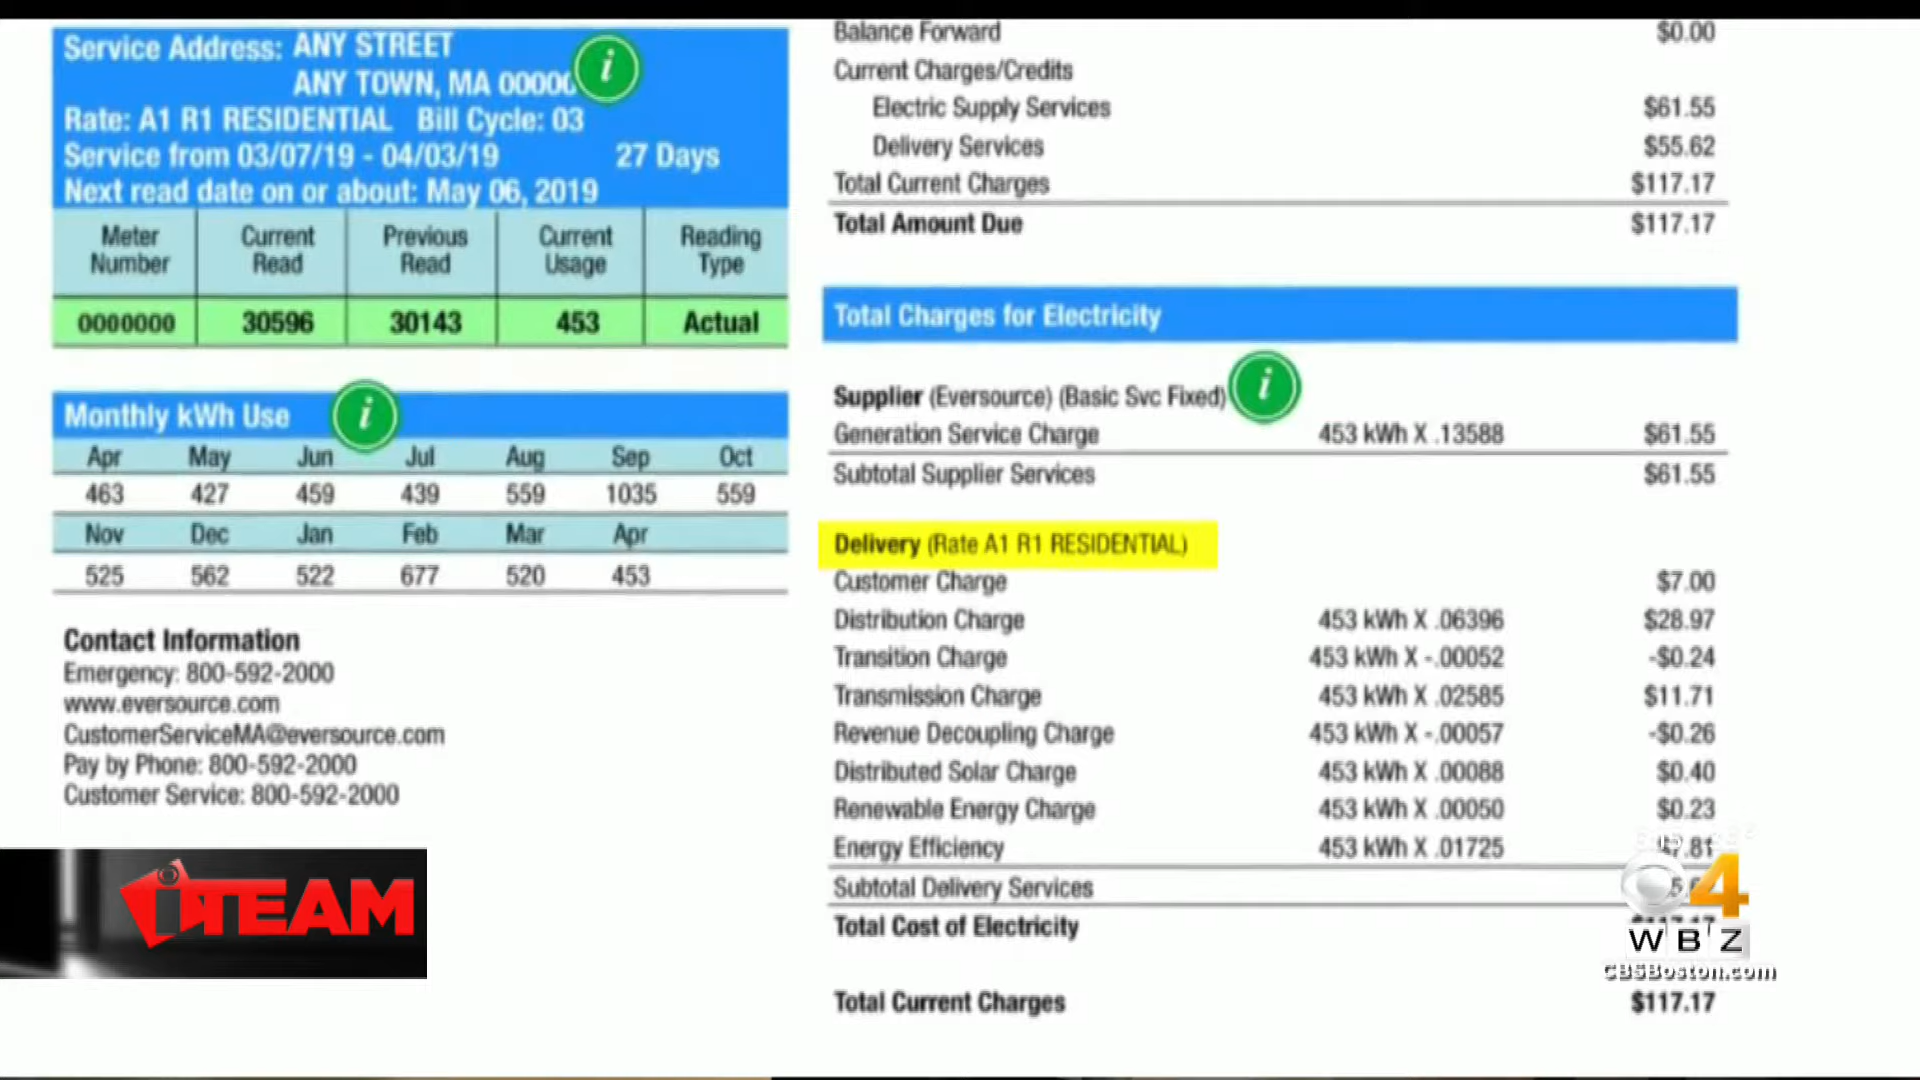 Service Address: ANY STREET
ANY TOWN, MA 0000
Rate: A1 R1 RESIDENTIAL Bill Cycle: 03
Service from 03/07/19 - 04/03/19 27 Days
Next read date on or about: May 06, 2019
Meter Number Current Read Previous Read Current Usage Reading Type
0000000 30596 30143 453 Actual
Monthly kWh Use
Apr May Jun Jul Aug Sep Oct
463 427 459 439 559 1035 559
Nov Dec Jan Feb Mar Apr
525 562 522 677 520 453
Contact Information
Emergency: 800-592-2000
www.eversource.com
CustomerServiceMA@eversource.com
Pay by Phone: 800-592-2000
Customer Service: 800-592-2000
iTEAM
Balance Forward $0.00
Current Charges/Credits
Electric Supply Services $61.55
Delivery Services $55.62
Total Current Charges $117.17
Total Amount Due $117.17
Total Charges for Electricity
Supplier (Eversource) (Basic Svc Fixed)
Generation Service Charge 453 kWh X .13588 $61.55
Subtotal Supplier Services $61.55
Delivery (Rate A1 R1 RESIDENTIAL)
Customer Charge $7.00
Distribution Charge 453 kWh X .06396 $28.97
Transition Charge 453 kWh X -.00052 -$0.24
Transmission Charge 453 kWh X .02585 $11.71
Revenue Decoupling Charge 453 kWh X -.00057 -$0.26
Distributed Solar Charge 453 kWh X .00088 $0.40
Renewable Energy Charge 453 kWh X .00050 $0.23
Energy Efficiency 453 kWh X .01725
Subtotal Delivery Services
Total Cost of Electricity
Total Current Charges $117.17
4
WBZ
CBSBoston.com